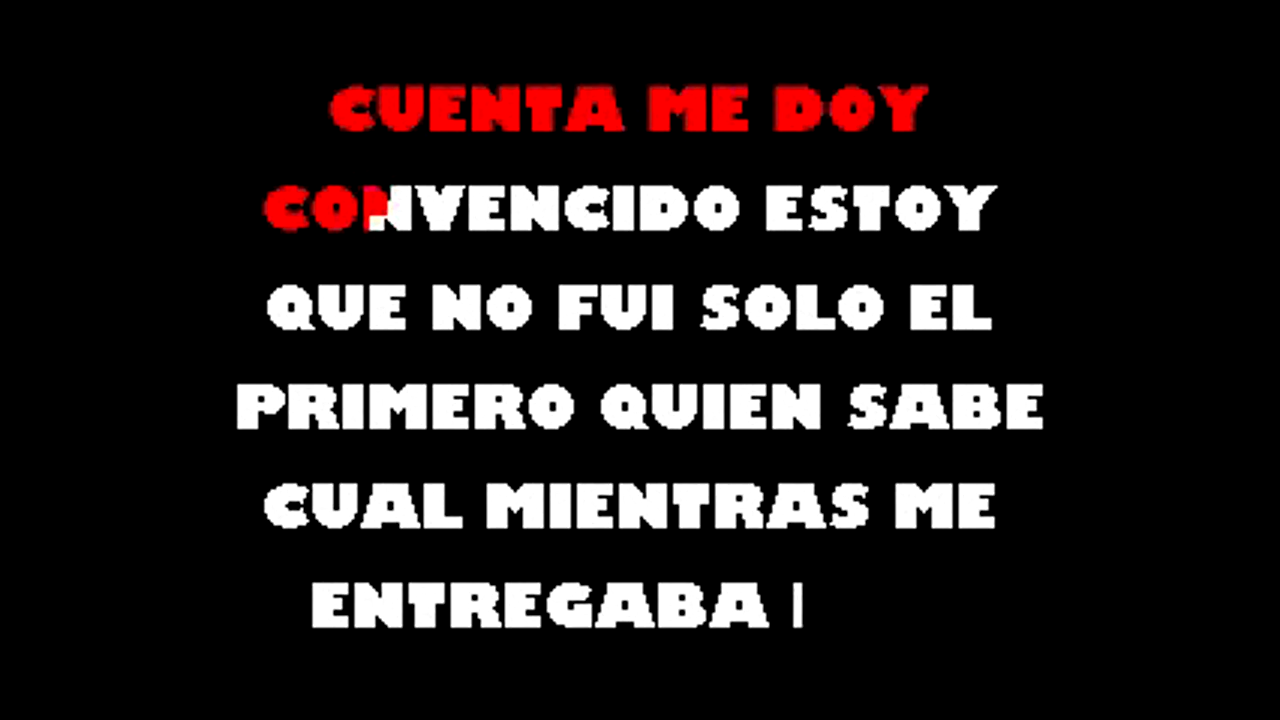 CUENTA ME DOY
CONVENCIDO ESTOY
QUE NO FUI SOLO EL
PRIMERO QUIEN SABE
CUAL MIENTRAS ME
ENTREGABA